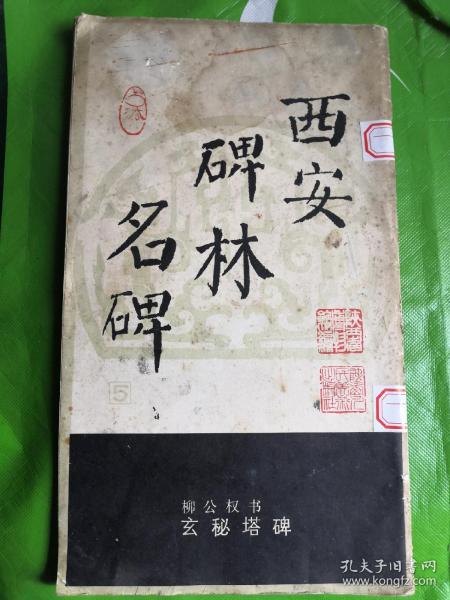 西安
碑林
名碑
5
柳公权书
玄秘塔碑
孔夫子旧书网
www.kongfz.com